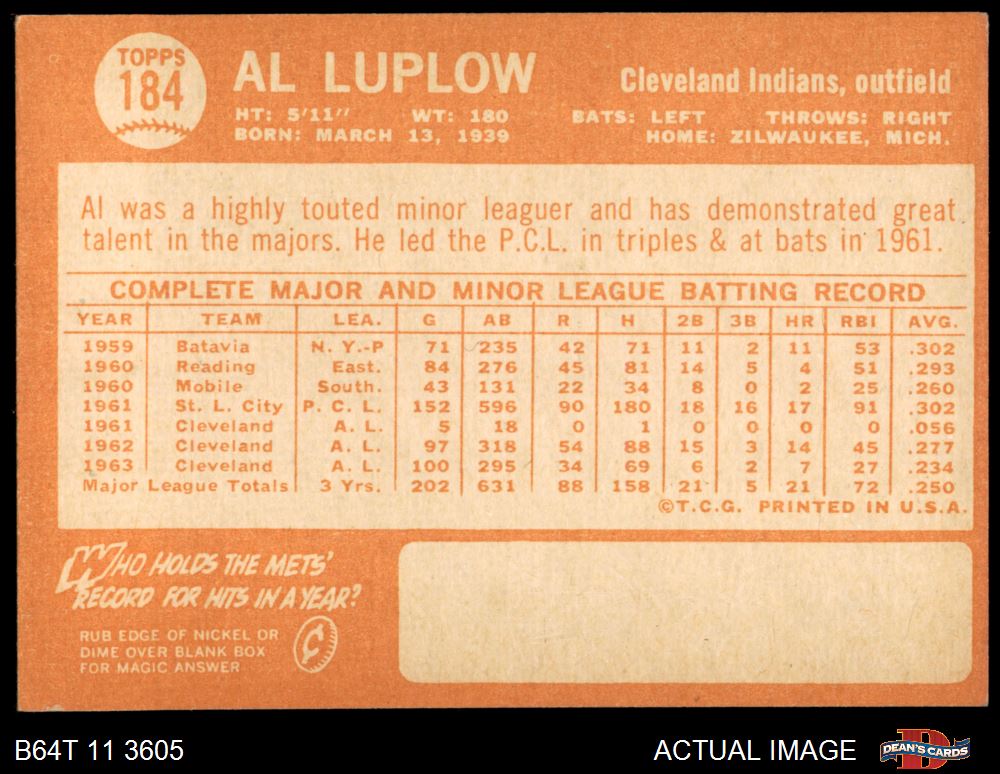 TOPPS
184
AL LUPLOW
Cleveland Indians, outfield
HT: 5'11" WT: 180 BATS: LEFT THROWS: RIGHT
BORN: MARCH 13, 1939 HOME: ZILWAUKEE, MICH.
Al was a highly touted minor leaguer and has demonstrated great
talent in the majors. He led the P.C.L. in triples & at bats in 1961.
COMPLETE MAJOR AND MINOR LEAGUE BATTING RECORD
YEAR TEAM LEA. G AB R H 2B 3B HR RBI AVG.
1959 Batavia N. Y.-P 71 235 42 71 11 2 11 53 .302
1960 Reading East. 84 276 45 81 14 5 4 51 .293
1960 Mobile South. 43 131 22 34 8 0 2 25 .260
1961 St. L. City P. C. L. 152 596 90 180 18 16 17 91 .302
1961 Cleveland A. L. 5 18 0 1 0 0 0 0 .056
1962 Cleveland A. L. 97 318 54 88 15 3 14 45 .277
1963 Cleveland A. L. 100 295 34 69 6 2 7 27 .234
Major League Totals 3 Yrs. 202 631 88 158 21 5 21 72 .250
©T.C.G. PRINTED IN U.S.A.
WHO HOLDS THE METS'
RECORD FOR HITS IN A YEAR?
RUB EDGE OF NICKEL OR
DIME OVER BLANK BOX
FOR MAGIC ANSWER
¢
B64T 11 3605
ACTUAL IMAGE
DEAN'S CARDS